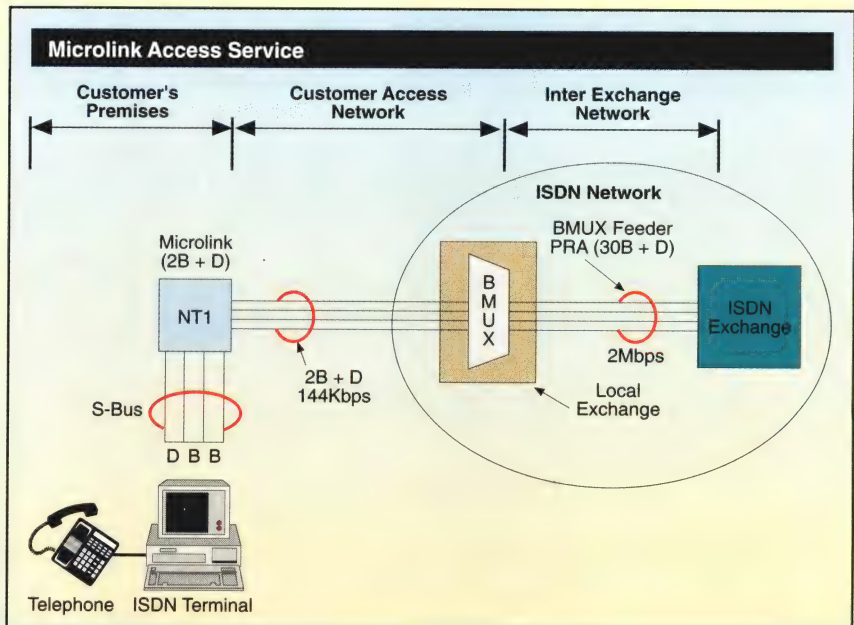 Microlink Access Service
Customer's
Premises
Customer Access
Network
Inter Exchange
Network
ISDN Network
Microlink
(2B + D)
BMUX Feeder
PRA (30B + D)
NT1
B
M
U
X
ISDN
Exchange
2B + D
144Kbps
2Mbps
Local
Exchange
S-Bus
D B B
Telephone
ISDN Terminal